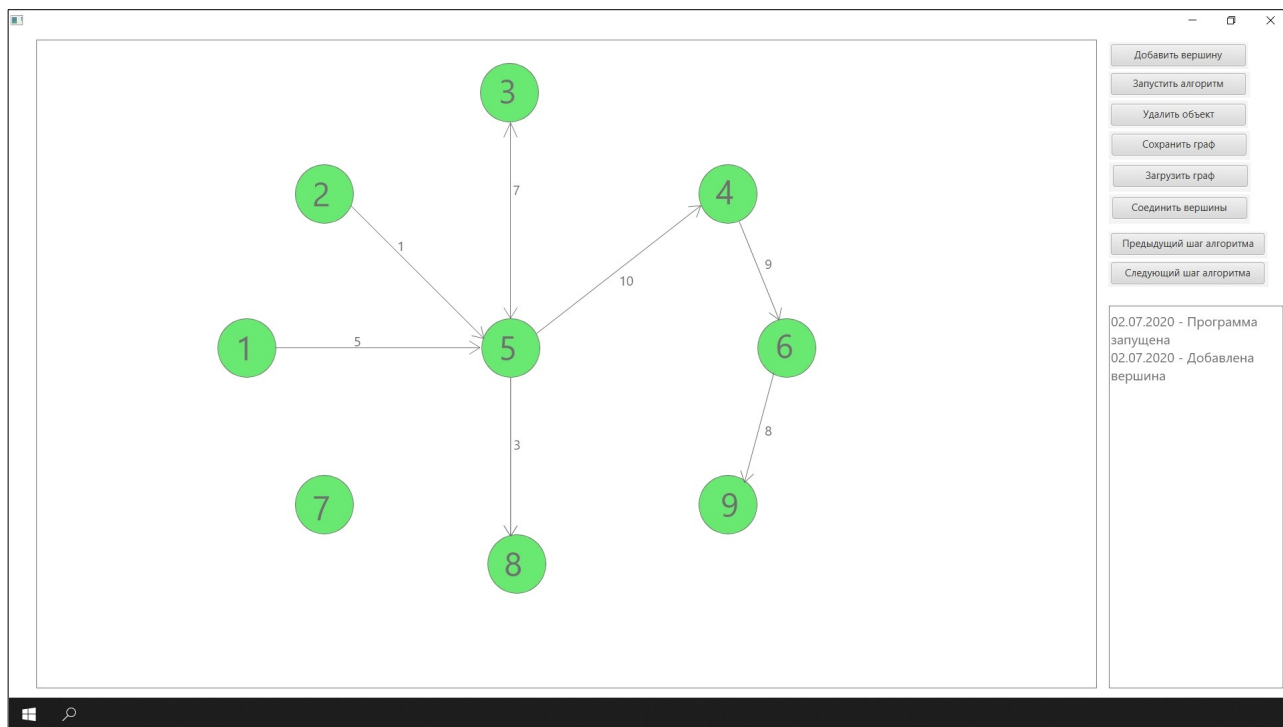 Добавить вершину
Запустить алгоритм
Удалить объект
Сохранить граф
Загрузить граф
Соединить вершины
Предыдущий шаг алгоритма
Следующий шаг алгоритма
02.07.2020 - Программа
запущена
02.07.2020 - Добавлена
вершина
3
2
7
4
1
9
10
1
5
5
6
3
8
7
9
8